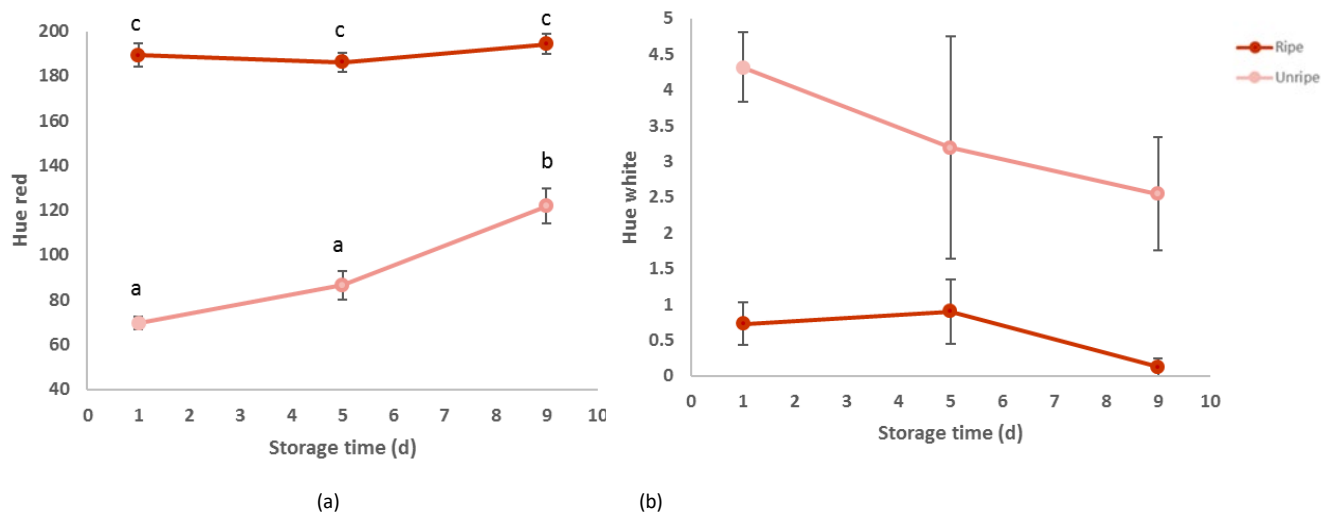 200
180
160
140
120
100
80
60
40
Hue red
c
c
c
a
a
b
0 1 2 3 4 5 6 7 8 9 10
Storage time (d)
(a)
5
4.5
4
3.5
3
2.5
2
1.5
1
0.5
0
Hue white
0 1 2 3 4 5 6 7 8 9 10
Storage time (d)
(b)
Ripe
Unripe